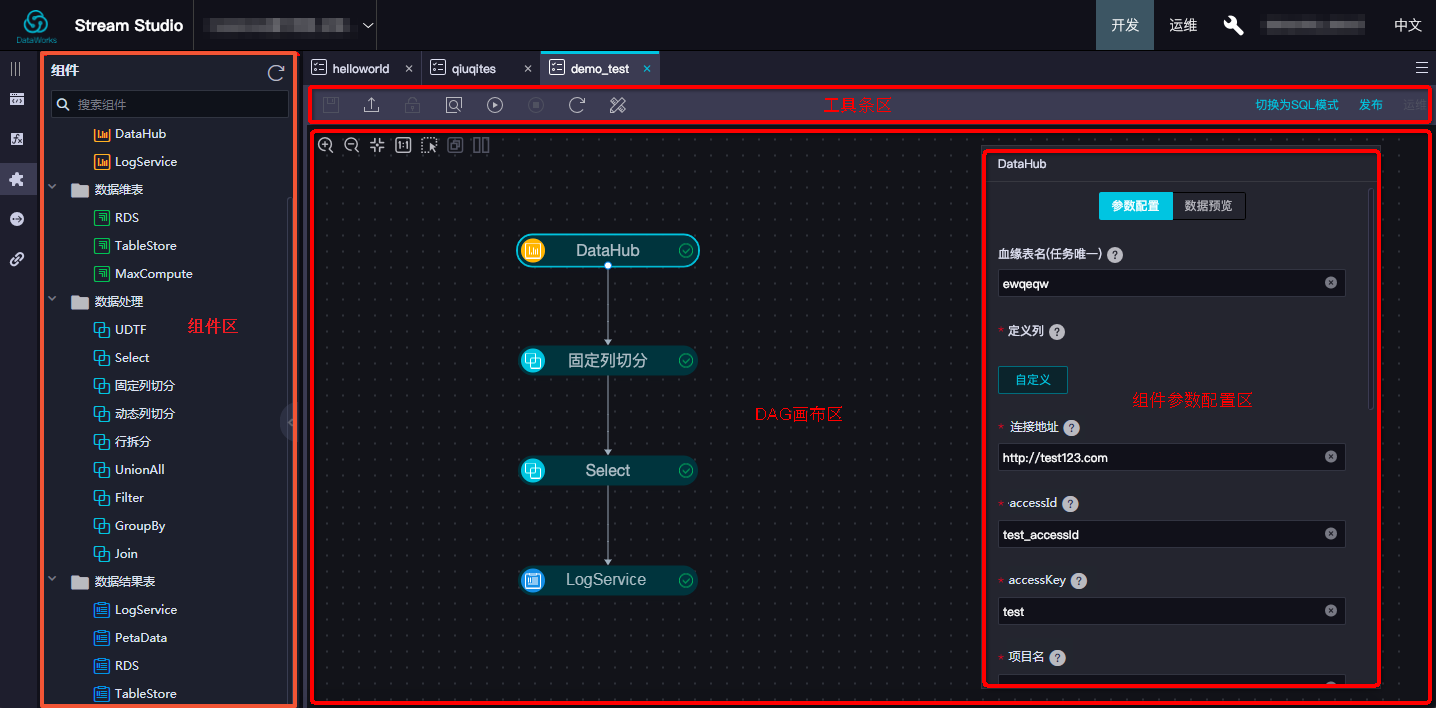 DataWorks
Stream Studio
开发
运维
中文
组件
搜索组件
DataHub
LogService
数据维表
RDS
TableStore
MaxCompute
数据处理
UDTF
Select
固定列切分
动态列切分
行拆分
UnionAll
Filter
GroupBy
Join
数据结果表
LogService
PetaData
RDS
TableStore
组件区
helloworld
qiuqites
demo_test
工具条区
切换为SQL模式
发布
运维
1:1
DataHub
固定列切分
Select
LogService
DAG画布区
DataHub
参数配置
数据预览
血缘表名(任务唯一) ?
ewqeqw
* 定义列 ?
自定义
组件参数配置区
* 连接地址 ?
http://test123.com
* accessId ?
test_accessId
* accessKey ?
test
* 项目名 ?